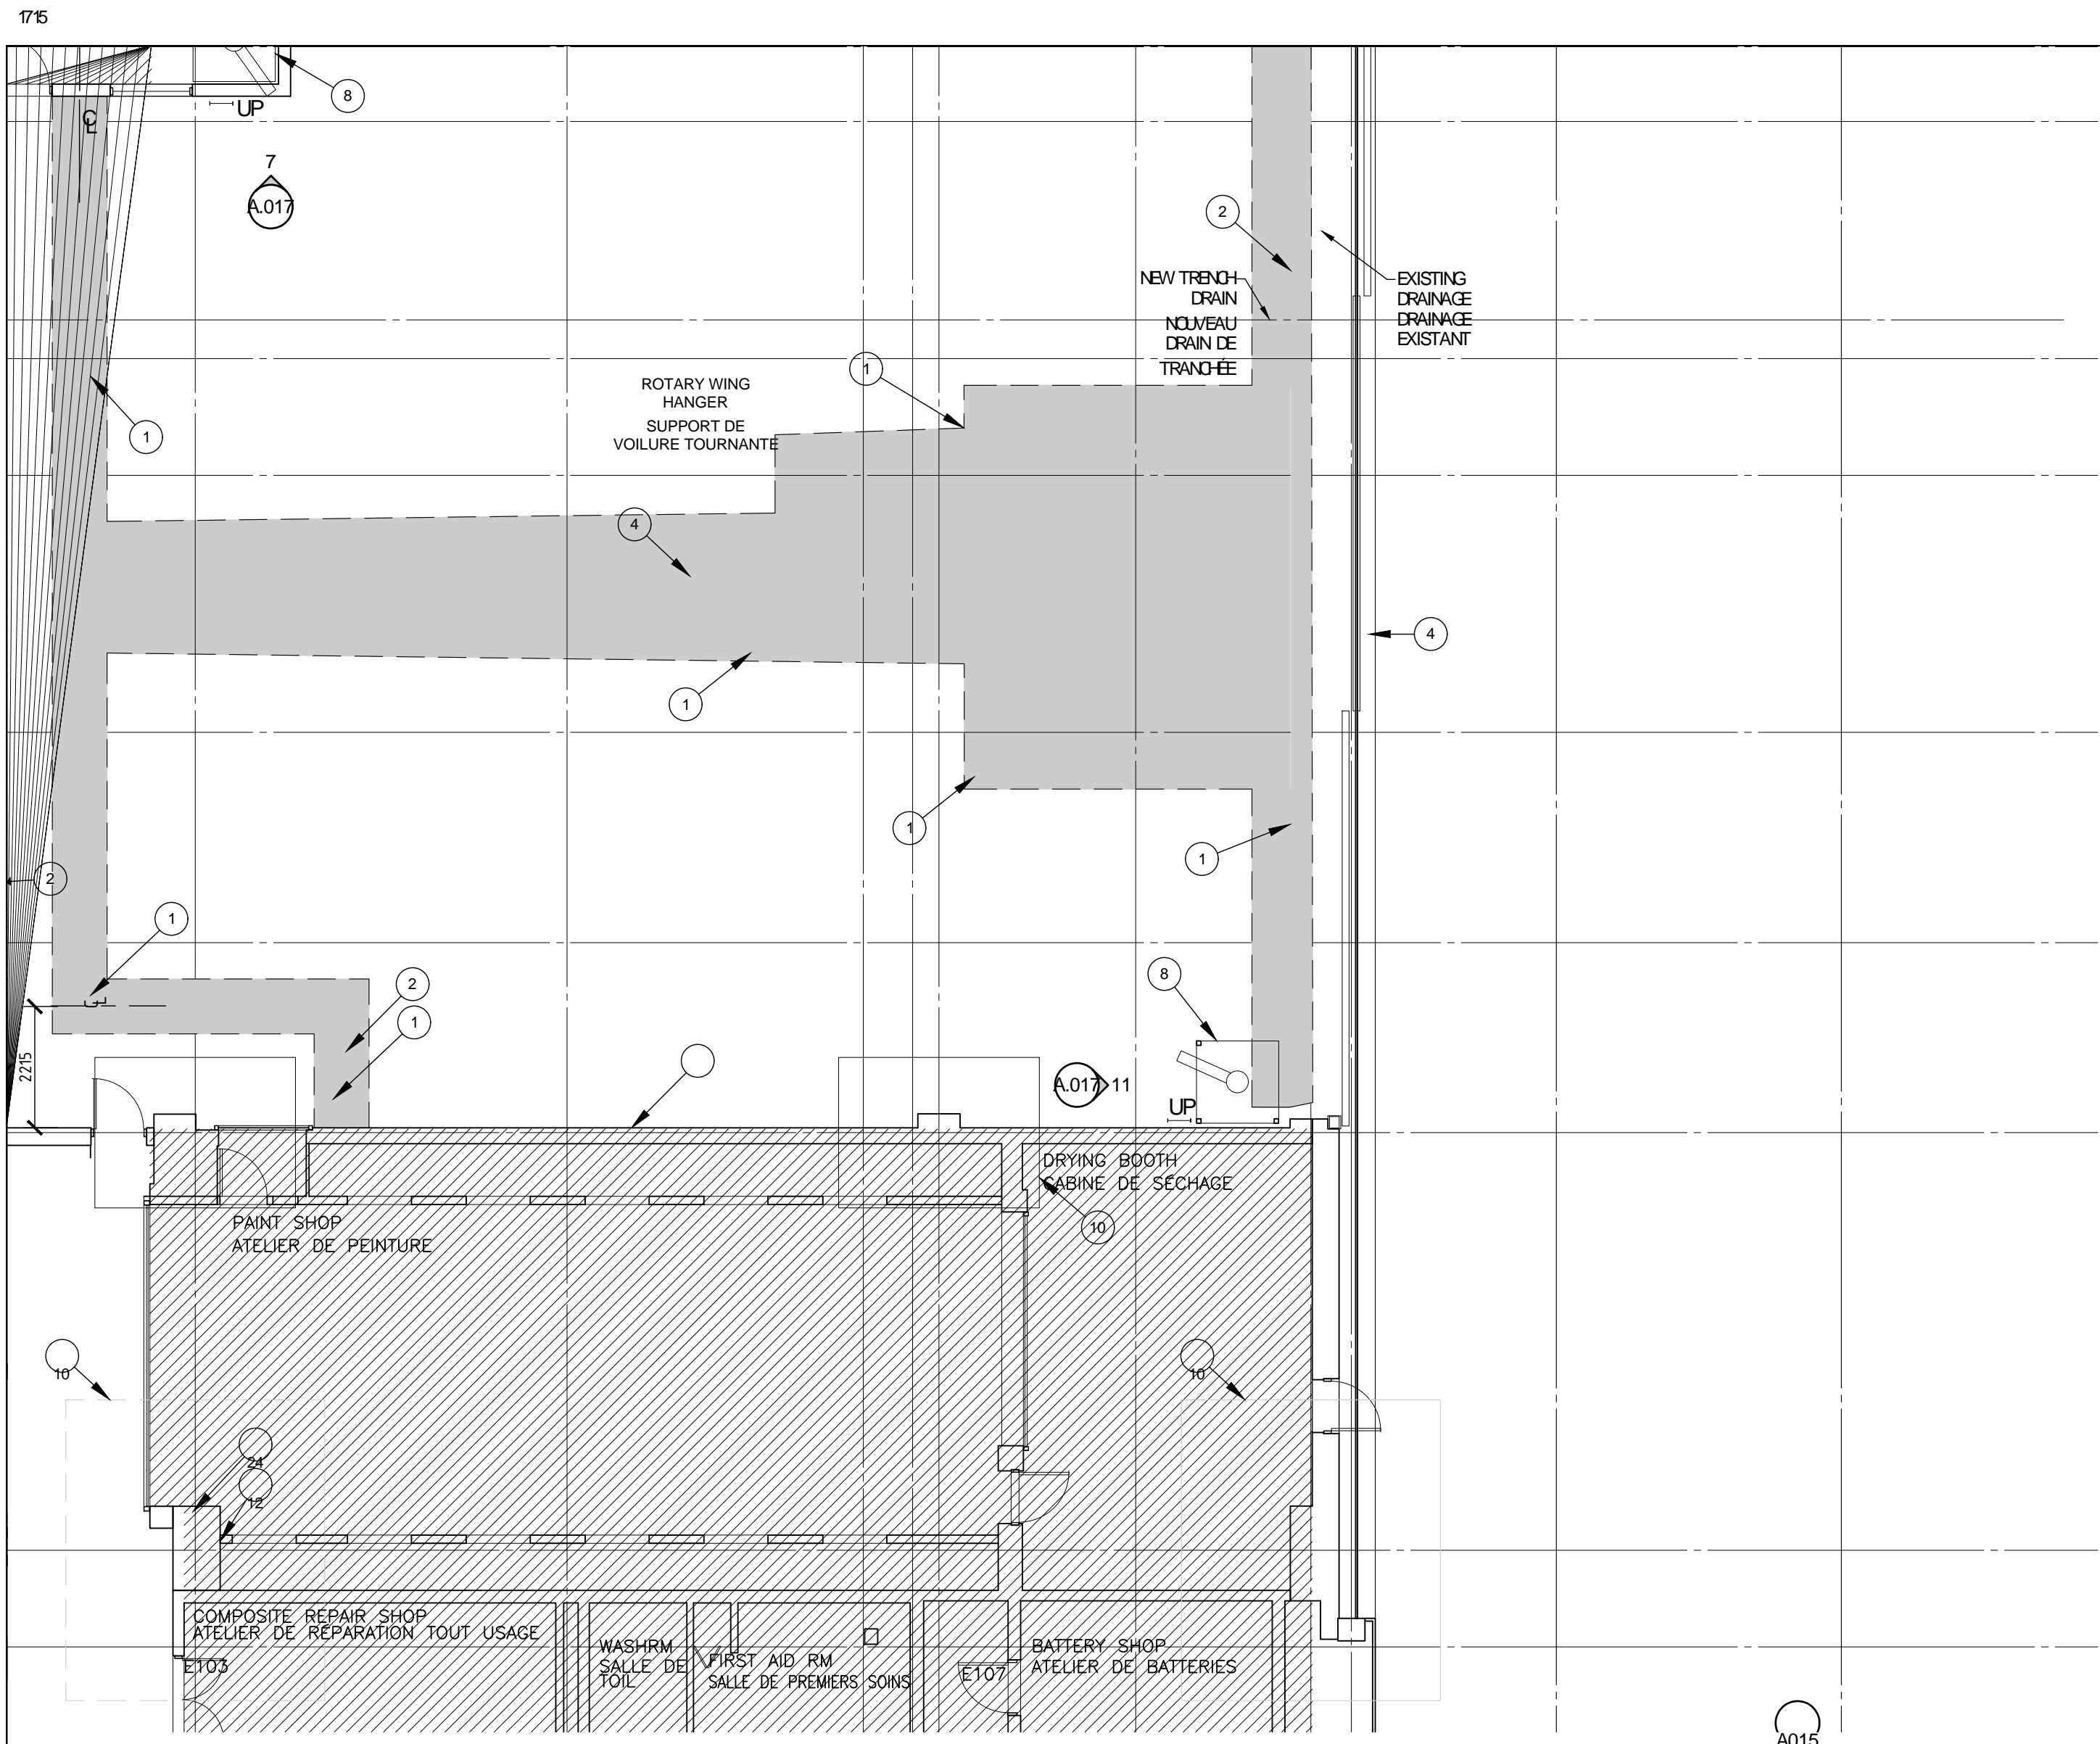 1715
8
UP
CL
7
A.017
2
NEW TRENCH
DRAIN
NOUVEAU
DRAIN DE
TRANCHÉE
EXISTING
DRAINAGE
DRAINAGE
EXISTANT
1
ROTARY WING
HANGER
SUPPORT DE
VOILURE TOURNANTE
1
4
4
1
1
1
2
1
2
1
8
2215
A.017
11
UP
DRYING BOOTH
CABINE DE SÉCHAGE
10
PAINT SHOP
ATELIER DE PEINTURE
10
10
24
12
COMPOSITE REPAIR SHOP
ATELIER DE RÉPARATION TOUT USAGE
E103
WASHRM
SALLE DE
TOIL
FIRST AID RM
SALLE DE PREMIERS SOINS
E107
BATTERY SHOP
ATELIER DE BATTERIES
A015